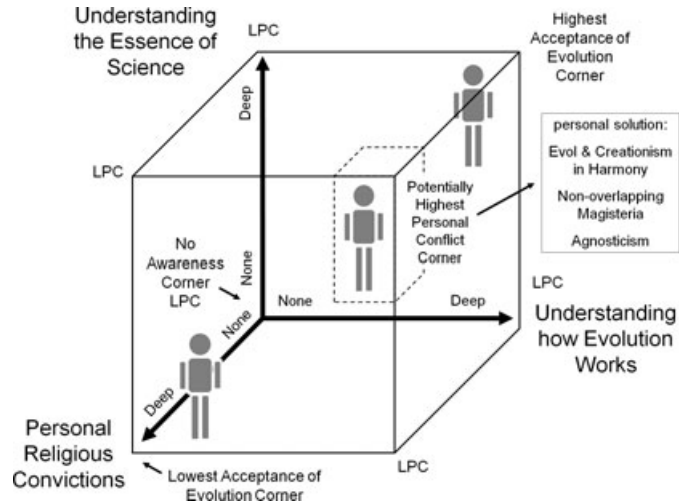 Understanding
the Essence of
Science
LPC
Highest
Acceptance of
Evolution
Corner
Deep
personal solution:
Evol & Creationism
in Harmony
Non-overlapping
Magisteria
Agnosticism
LPC
Potentially
Highest
Personal
Conflict
Corner
No
Awareness
Corner
LPC
None
None
None
Deep
LPC
Understanding
how Evolution
Works
Deep
Personal
Religious
Convictions
Lowest Acceptance of
Evolution Corner
LPC